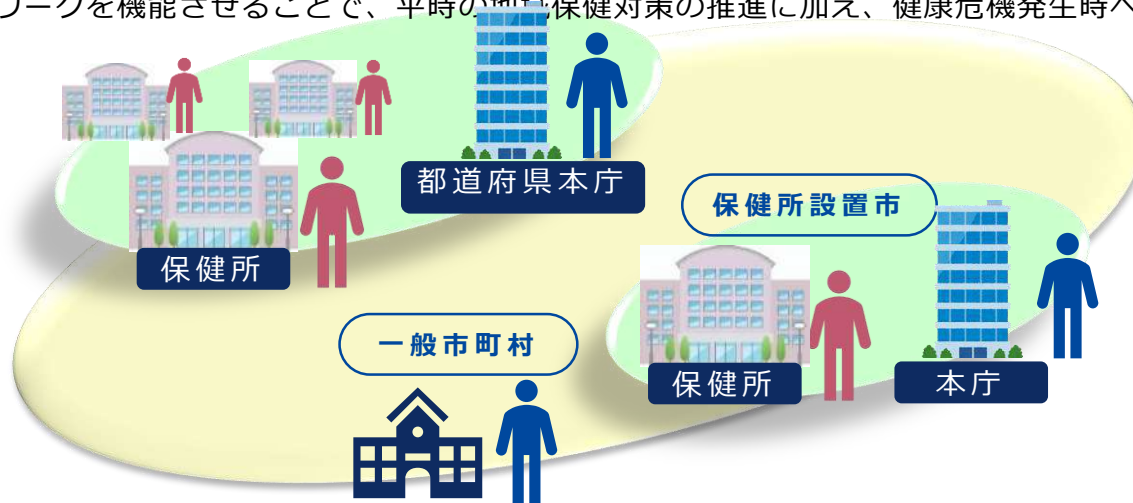 ワークを機能させることで、平時の地域保健対策の推進に加え、健康危機発生時へ
都道府県本庁
保健所設置市
保健所
一般市町村
保健所
本庁